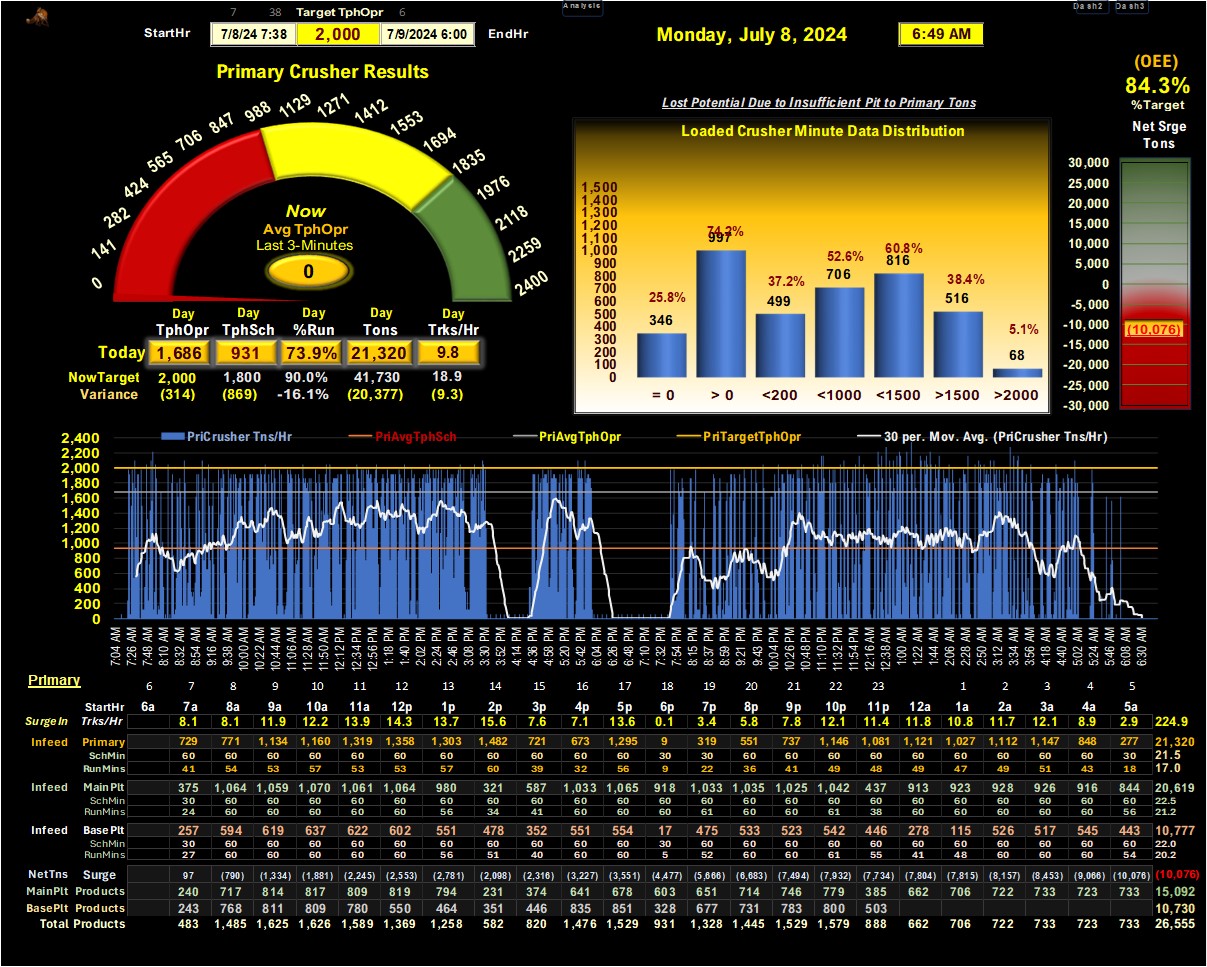 7 38 Target TphOpr 6
Analysis
Dash2 Dash3
StartHr 7/8/24 7:38 2,000 7/9/2024 6:00 EndHr
Monday, July 8, 2024 6:49 AM
(OEE)
84.3%
%Target
Net Srge
Tons
Primary Crusher Results
0 141 282 424 565 706 847 988 1129 1271 1412 1553 1694 1835 1976 2118 2259 2400
Now
Avg TphOpr
Last 3-Minutes
0
Day Day Day Day Day
TphOpr TphSch %Run Tons Trks/Hr
Today 1,686 931 73.9% 21,320 9.8
NowTarget 2,000 1,800 90.0% 41,730 18.9
Variance (314) (869) -16.1% (20,377) (9.3)
Lost Potential Due to Insufficient Pit to Primary Tons
Loaded Crusher Minute Data Distribution
1,500
1,400
1,300
1,200
1,100
1,000
900
800
700
600
500
400
300
200
100
0
25.8% 74.2% 37.2% 52.6% 60.8% 38.4% 5.1%
346 997 499 706 816 516 68
= 0 > 0 <200 <1000 <1500 >1500 >2000
30,000
25,000
20,000
15,000
10,000
5,000
0
-5,000
-10,000
(10,076)
-15,000
-20,000
-25,000
-30,000
PriCrusher Tns/Hr PriAvgTphSch PriAvgTphOpr PriTargetTphOpr 30 per. Mov. Avg. (PriCrusher Tns/Hr)
2,400
2,200
2,000
1,800
1,600
1,400
1,200
1,000
800
600
400
200
0
7:04 AM 7:26 AM 7:48 AM 8:10 AM 8:32 AM 8:54 AM 9:16 AM 9:38 AM 10:00 AM 10:22 AM 10:44 AM 11:06 AM 11:28 AM 11:50 AM 12:12 PM 12:34 PM 12:56 PM 1:18 PM 1:40 PM 2:02 PM 2:24 PM 2:46 PM 3:08 PM 3:30 PM 3:52 PM 4:14 PM 4:36 PM 4:58 PM 5:20 PM 5:42 PM 6:04 PM 6:26 PM 6:48 PM 7:10 PM 7:32 PM 7:54 PM 8:15 PM 8:37 PM 8:59 PM 9:21 PM 9:43 PM 10:04 PM 10:26 PM 10:48 PM 11:10 PM 11:32 PM 11:54 PM 12:16 AM 12:38 AM 1:00 AM 1:22 AM 1:44 AM 2:06 AM 2:28 AM 2:50 AM 3:12 AM 3:34 AM 3:56 AM 4:18 AM 4:40 AM 5:02 AM 5:24 AM 5:46 AM 6:08 AM 6:30 AM
Primary 6 7 8 9 10 11 12 13 14 15 16 17 18 19 20 21 22 23 1 2 3 4 5
StartHr 6a 7a 8a 9a 10a 11a 12p 1p 2p 3p 4p 5p 6p 7p 8p 9p 10p 11p 12a 1a 2a 3a 4a 5a
SurgeIn Trks/Hr 8.1 8.1 11.9 12.2 13.9 14.3 13.7 15.6 7.6 7.1 13.6 0.1 3.4 5.8 7.8 12.1 11.4 11.8 10.8 11.7 12.1 8.9 2.9 224.9
Infeed Primary 729 771 1,134 1,160 1,319 1,358 1,303 1,482 721 673 1,295 9 319 551 737 1,146 1,081 1,121 1,027 1,112 1,147 848 277 21,320
SchMin 60 60 60 60 60 60 60 60 60 60 60 30 30 60 60 60 60 60 60 60 60 60 30 21.5
RunMins 41 54 53 57 53 53 57 60 39 32 56 9 22 36 41 49 48 49 47 49 51 43 18 17.0
Infeed Main Plt 375 1,064 1,059 1,070 1,061 1,064 980 321 587 1,033 1,065 918 1,033 1,035 1,025 1,042 437 913 923 928 926 916 844 20,619
SchMin 30 60 60 60 60 60 60 60 60 60 60 60 60 60 60 60 60 60 60 60 60 60 60 22.5
RunMins 24 60 60 60 60 60 56 34 41 60 60 60 61 60 60 61 38 60 60 60 60 60 56 21.2
Infeed Base Plt 257 594 619 637 622 602 551 478 352 551 554 17 475 533 523 542 446 278 115 526 517 545 443 10,777
SchMin 30 60 60 60 60 60 60 60 60 60 60 30 60 60 60 60 60 60 60 60 60 60 60 22.0
RunMins 27 60 60 60 60 60 56 51 40 60 60 5 52 60 60 61 55 41 48 60 60 60 54 20.2
NetTns Surge 97 (790) (1,334) (1,881) (2,245) (2,553) (2,781) (2,098) (2,316) (3,227) (3,551) (4,477) (5,666) (6,683) (7,494) (7,932) (7,734) (7,804) (7,815) (8,157) (8,453) (9,066) (10,076) (10,076)
MainPlt Products 240 717 814 817 809 819 794 231 374 641 678 603 651 714 746 779 385 662 706 722 733 723 733 15,092
BasePlt Products 243 768 811 809 780 550 464 351 446 835 851 328 677 731 783 800 503 10,730
Total Products 483 1,485 1,625 1,626 1,589 1,369 1,258 582 820 1,476 1,529 931 1,328 1,445 1,529 1,579 888 662 706 722 733 723 733 26,555